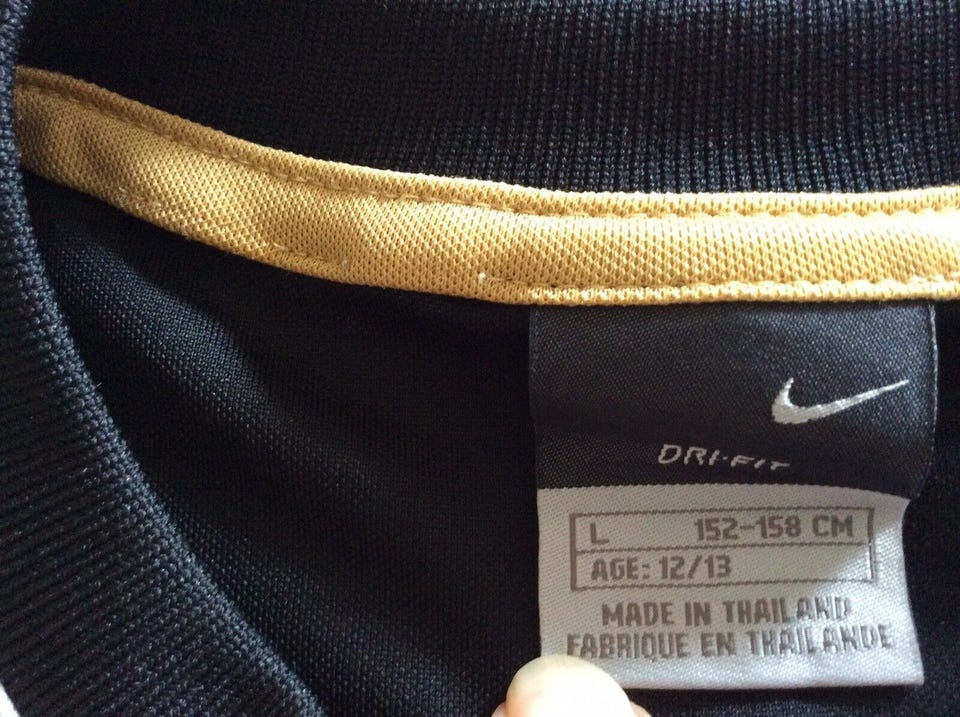 DRI-FIT
L 152-158 CM
AGE: 12/13
MADE IN THAILAND
FABRIQUE EN THAILANDE